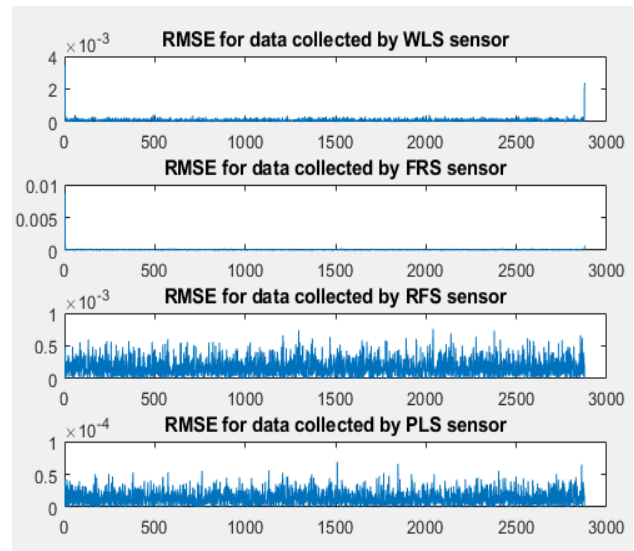 ×10-3 RMSE for data collected by WLS sensor
4
2
0
0 500 1000 1500 2000 2500 3000
RMSE for data collected by FRS sensor
0.01
0.005
0
0 500 1000 1500 2000 2500 3000
×10-3 RMSE for data collected by RFS sensor
1
0.5
0
0 500 1000 1500 2000 2500 3000
×10-4 RMSE for data collected by PLS sensor
1
0.5
0
0 500 1000 1500 2000 2500 3000